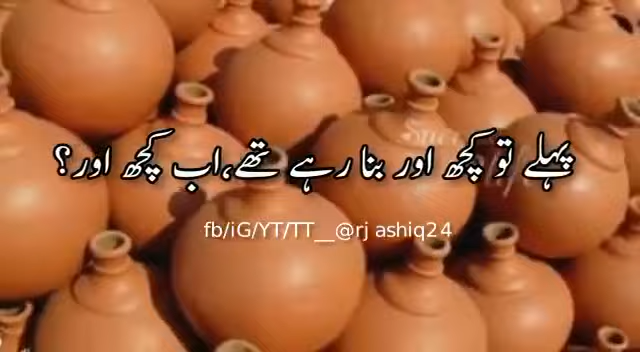 پہلے تو کچھ اور بنا رہے تھے،اب کچھ اور؟
fb/iG/YT/TT__@rj ashiq24